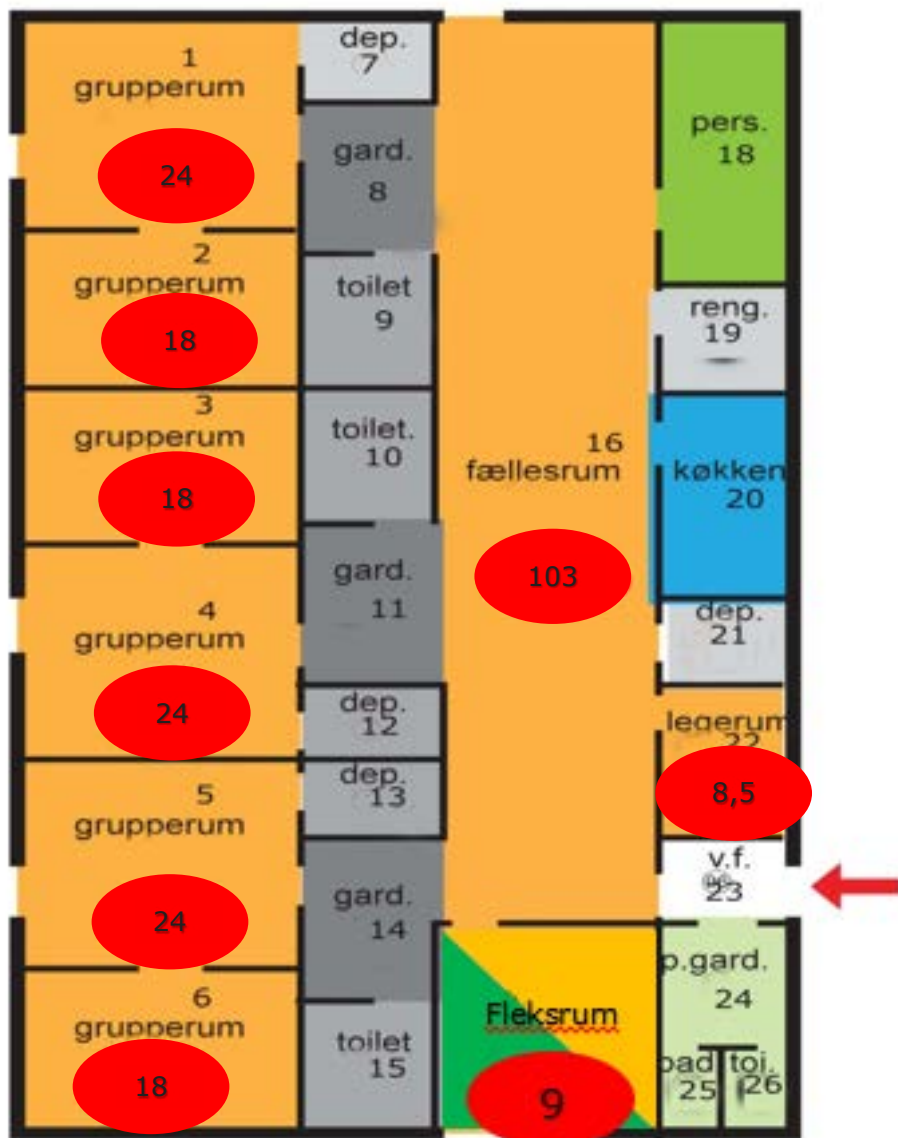 1
grupperum
24
2
grupperum
18
3
grupperum
18
4
grupperum
24
5
grupperum
24
6
grupperum
18
dep.
7
gard.
8
toilet
9
toilet.
10
gard.
11
dep.
12
dep.
13
gard.
14
toilet
15
16
fællesrum
103
Fleksrum
9
pers.
18
reng.
19
køkken
20
dep.
21
legerum
22
8,5
v.f.
23
p.gard.
24
bad
25
toi.
26